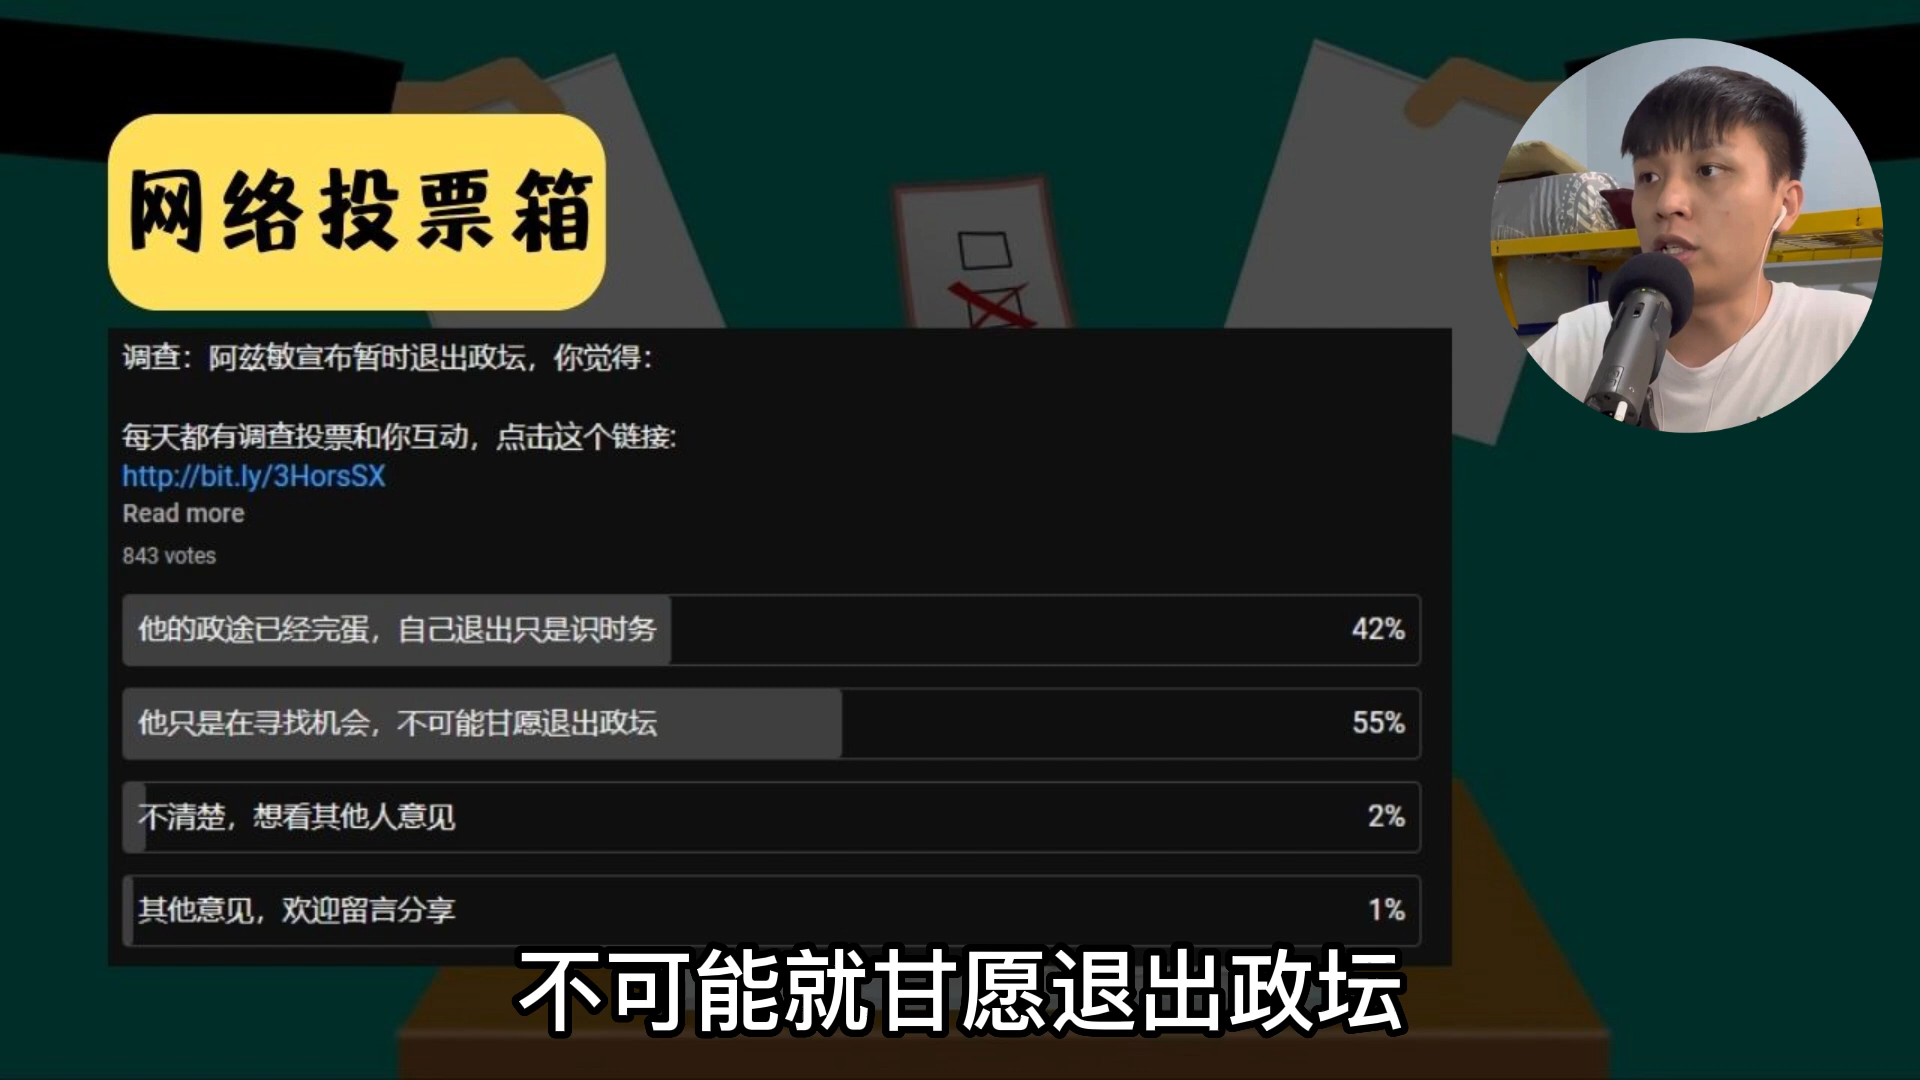 网络投票箱
调查：阿兹敏宣布暂时退出政坛，你觉得：
每天都有调查投票和你互动，点击这个链接:
http://bit.ly/3HorsSX
Read more
843 votes
他的政途已经完蛋，自己退出只是识时务 42%
他只是在寻找机会，不可能甘愿退出政坛 55%
不清楚，想看其他人意见 2%
其他意见，欢迎留言分享 1%
不可能就甘愿退出政坛